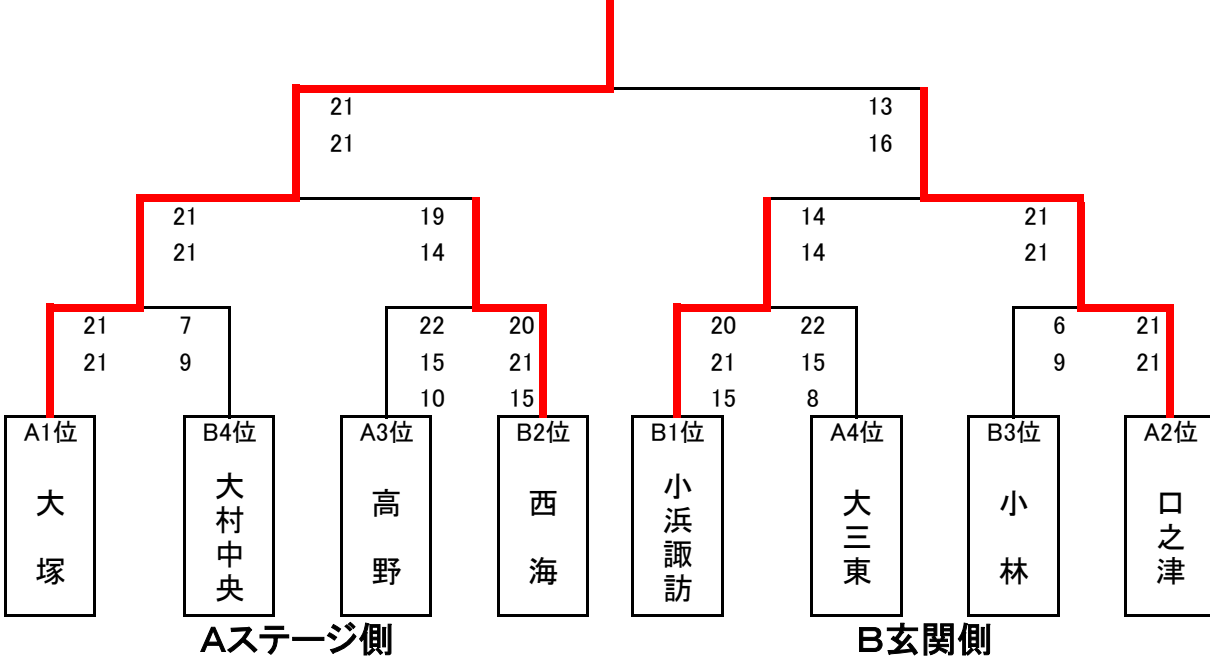 21 13
21 16
21 19 14 21
21 14 14 21
21 7 22 20 20 22 6 21
21 9 15 21 21 15 9 21
10 15 15 8
A1位 B4位 A3位 B2位 B1位 A4位 B3位 A2位
大塚
大村中央
高野
西海
小浜諏訪
大三東
小林
口之津
Aステージ側 B玄関側